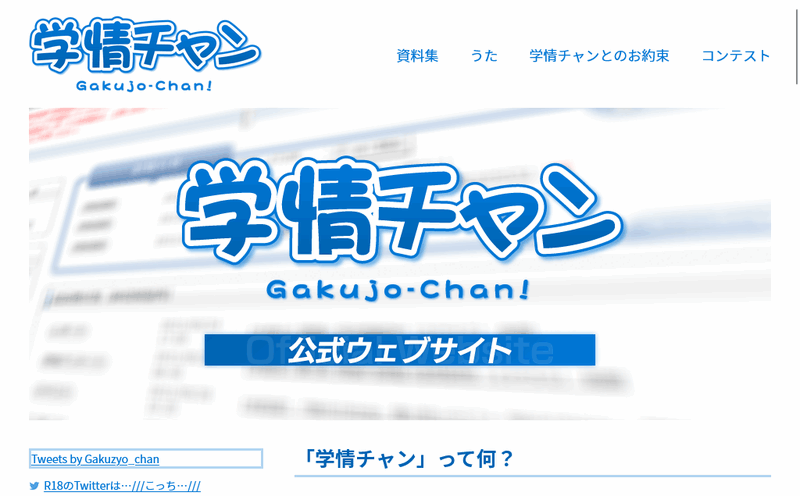 学情チャン
Gakujo-Chan!
資料集 うた 学情チャンとのお約束 コンテスト
学情チャン
Gakujo-Chan!
Official Website
公式ウェブサイト
Tweets by Gakuzyo_chan
R18のTwitterは…///こっち…///
「学情チャン」って何？